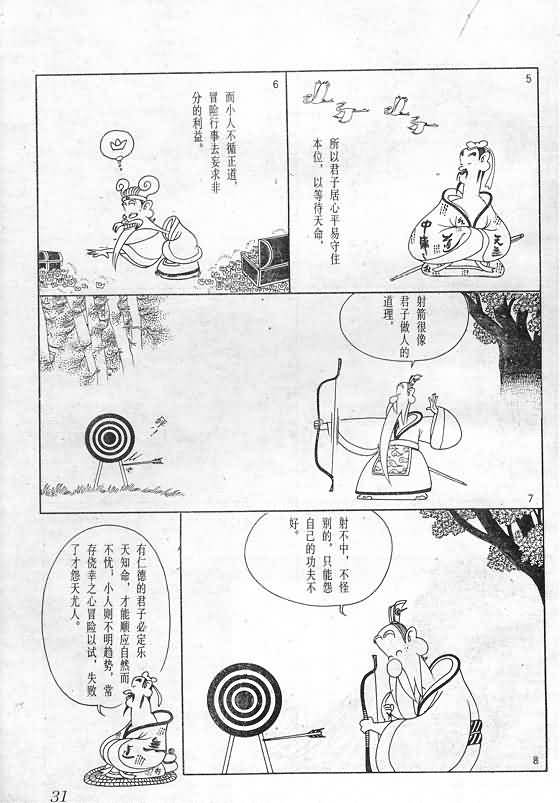 5
所以君子居心平易守住
本位，以等待天命。
中庸之道
天立
6
而小人不循正道，
冒险行事去妄求非
分的利益。
射箭很像
君子做人的
道理。
7
射不中，不怪
别的。只能怨
自己的功夫不
好。
8
有仁德的君子必定乐
天知命，才能顺应自然而
不忧；小人则不明趋势，常
存侥幸之心冒险以试，失败
了才怨天尤人。
31